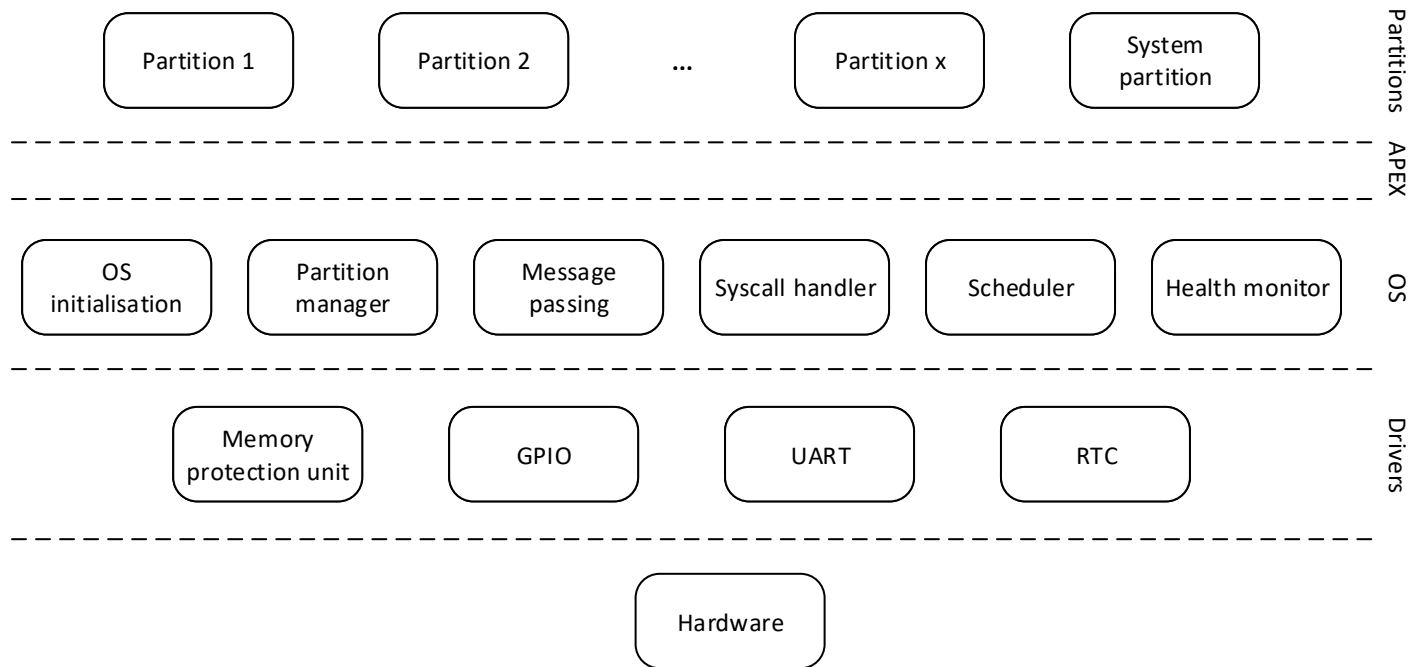 Partition 1
Partition 2
...
Partition x
System
partition
Partitions
APEX
OS
initialisation
Partition
manager
Message
passing
Syscall handler
Scheduler
Health monitor
OS
Memory
protection unit
GPIO
UART
RTC
Drivers
Hardware